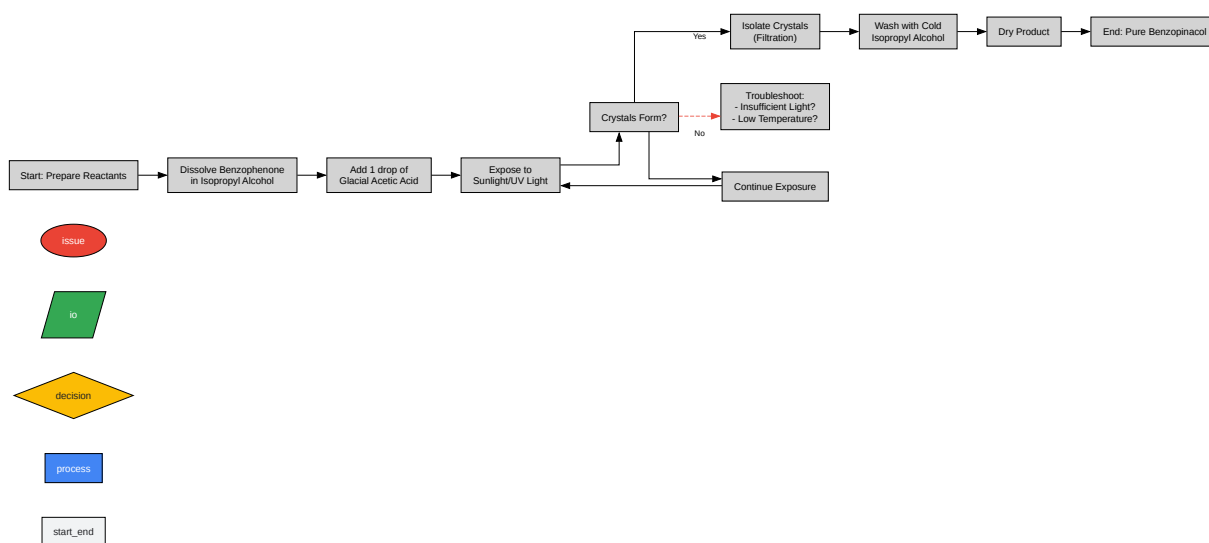 Start: Prepare Reactants
Dissolve Benzophenone
in Isopropyl Alcohol
Add 1 drop of
Glacial Acetic Acid
Expose to
Sunlight/UV Light
Crystals Form?
Yes
Isolate Crystals
(Filtration)
Wash with Cold
Isopropyl Alcohol
Dry Product
End: Pure Benzopinacol
No
Troubleshoot:
- Insufficient Light?
- Low Temperature?
Continue Exposure
issue
io
decision
process
start_end